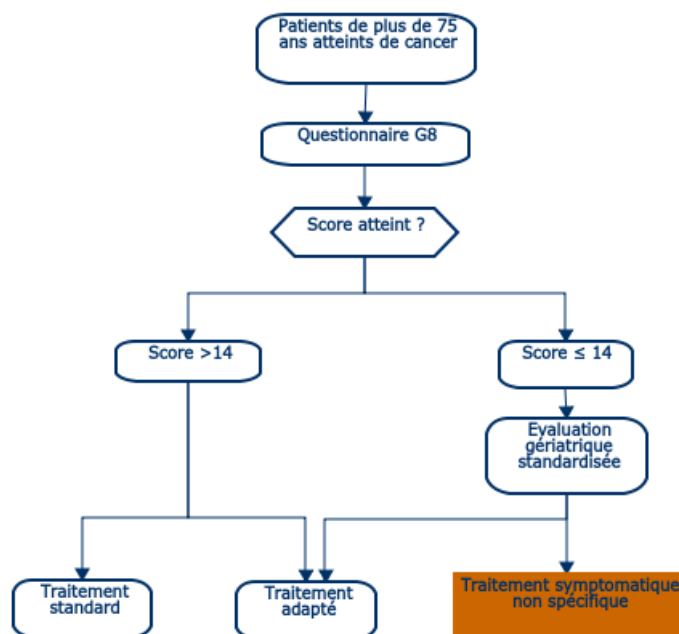 Patients de plus de 75
ans atteints de cancer
Questionnaire G8
Score atteint ?
Score >14
Score ≤ 14
Evaluation
gériatrique
standardisée
Traitement
standard
Traitement
adapté
Traitement symptomatique
non spécifique